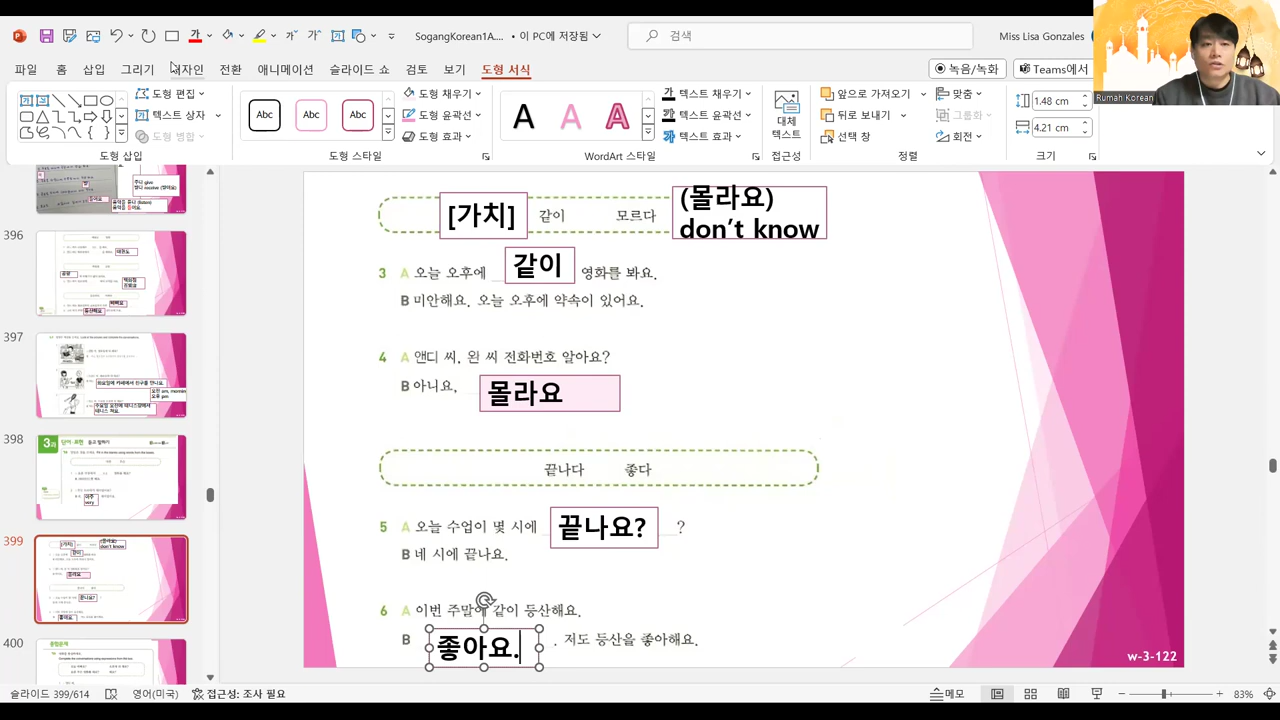 SogangKorean1A.... • 이 PC에 저장됨
검색
Miss Lisa Gonzales
파일 홈 삽입 그리기 디자인 전환 애니메이션 슬라이드 쇼 검토 보기 도형 서식
녹음/녹화
Teams에서
Rumah Korean
도형 편집
텍스트 상자
도형 병합
도형 삽입
Abc Abc Abc
도형 채우기
도형 윤곽선
도형 효과
도형 스타일
A A A
텍스트 채우기
텍스트 윤곽선
텍스트 효과
WordArt 스타일
대체
텍스트
접근성
앞으로 가져오기
뒤로 보내기
선택 창
맞춤
그룹화
회전
정렬
1.48 cm
4.21 cm
크기
396
397
398
399
400
[가치] 같이 모르다 (몰라요)
don't know
3 A 오늘 오후에 같이 영화를 봐요.
B 미안해요. 오늘 오후에 약속이 있어요.
4 A 앤디 씨, 완 씨 전화번호 알아요?
B 아니요, 몰라요
끝나다 좋다
5 A 오늘 수업이 몇 시에 끝나요? ?
B 네 시에 끝나요.
6 A 이번 주말에 같이 등산해요.
B 좋아요. . 저도 등산을 좋아해요.
w-3-122
슬라이드 399/614
영어(미국)
접근성: 조사 필요
메모
83%